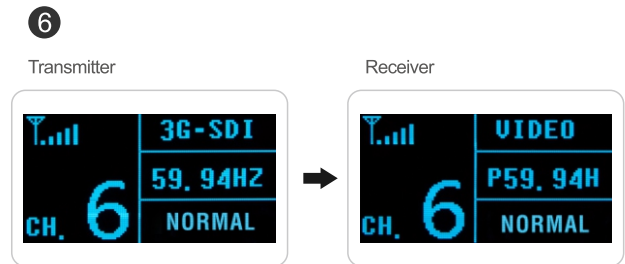 6
Transmitter
3G-SDI
59.94HZ
CH. 6
NORMAL
Receiver
VIDEO
P59.94H
CH. 6
NORMAL